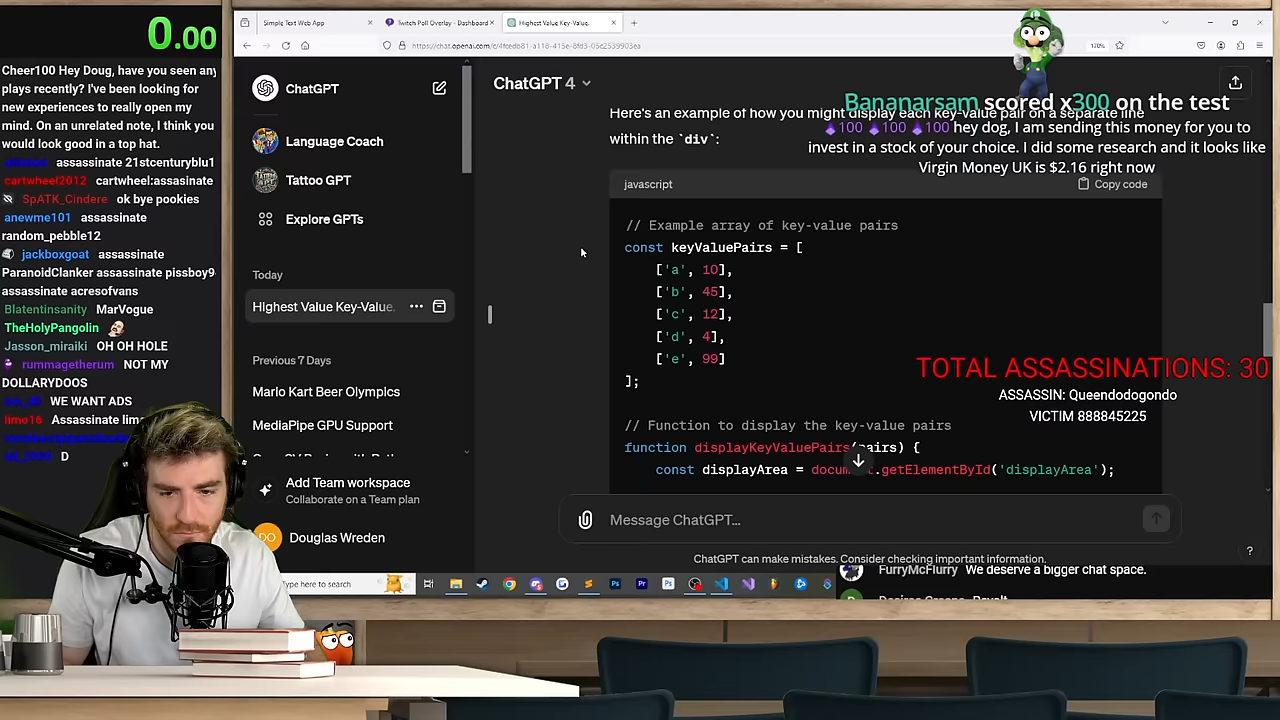 0.00
Cheer100 Hey Doug, have you seen any
plays recently? I've been looking for
new experiences to really open my
mind. On an unrelated note, I think you
would look good in a top hat.
assassinate 21stcenturyblu1
cartwheel2012 cartwheel:assasinate
SpATK_Cindere ok bye pookies
anewme101 assassinate
random_pebble12
jackboxgoat assassinate
ParanoidClanker assassinate pissboy9
assassinate acresofvans
Blatentinsanity MarVogue
TheHolyPangolin
Jasson_miraiki OH OH HOLE
rummagetherum NOT MY
DOLLARYDOOS
WE WANT ADS
limo16 Assassinate lima
D
Simple Text Web App
Twitch Poll Overlay - Dashboard
Highest Value Key-Value.
170%
ChatGPT
Language Coach
Tattoo GPT
Explore GPTs
Today
Highest Value Key-Value.
Previous 7 Days
Mario Kart Beer Olympics
MediaPipe GPU Support
Add Team workspace
Collaborate on a Team plan
DO Douglas Wreden
ChatGPT 4
Here's an example of how you might display each key-value pair on a separate line
within the `div`:
javascript
Copy code
// Example array of key-value pairs
const keyValuePairs = [
['a', 10],
['b', 45],
['c', 12],
['d', 4],
['e', 99]
];
// Function to display the key-value pairs
function displayKeyValuePairs(pairs) {
const displayArea = document.getElementById('displayArea');
Message ChatGPT...
ChatGPT can make mistakes. Consider checking important information.
?
Bananarsam scored x300 on the test
100 100 100 hey dog, I am sending this money for you to
invest in a stock of your choice. I did some research and it looks like
Virgin Money UK is $2.16 right now
TOTAL ASSASSINATIONS: 30
ASSASSIN: Queendodogondo
VICTIM 888845225
Type here to search
FurryMcFlurry We deserve a bigger chat space.